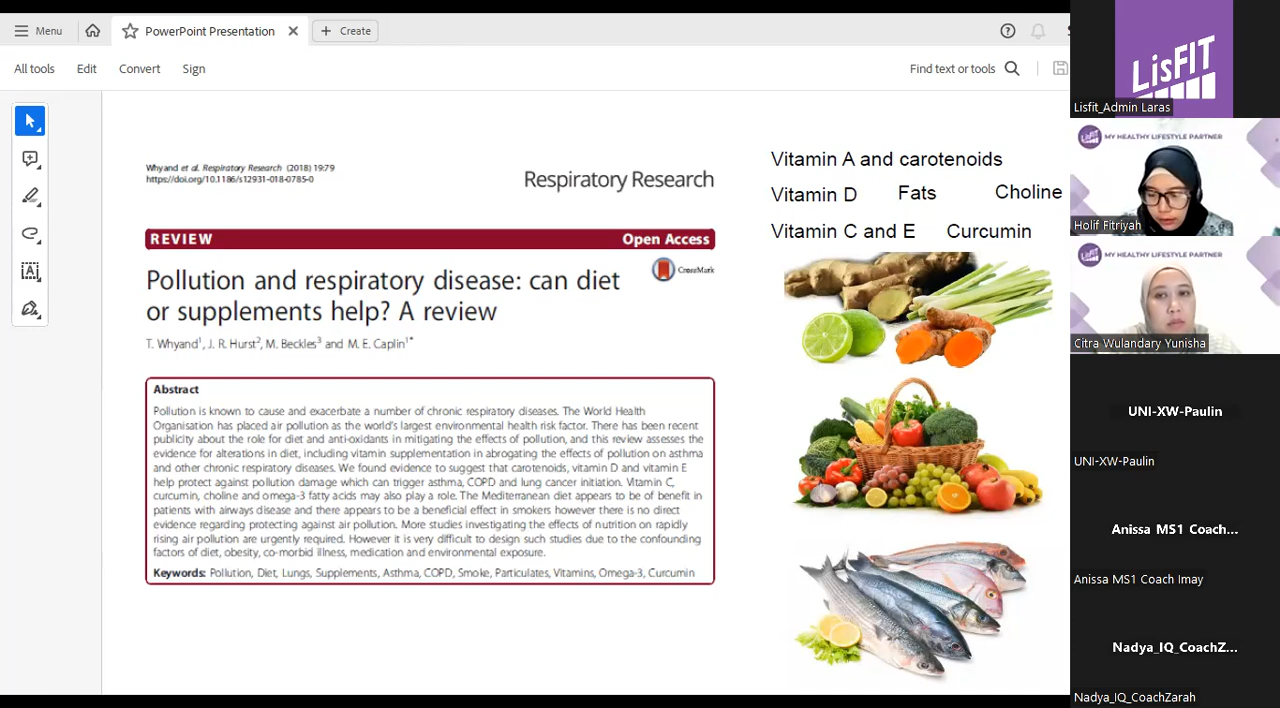 Menu
PowerPoint Presentation
Create
All tools
Edit
Convert
Sign
Find text or tools
Whyand et al. Respiratory Research (2018) 19:79
https://doi.org/10.1186/s12931-018-0785-0
Respiratory Research
REVIEW
Open Access
Pollution and respiratory disease: can diet
or supplements help? A review
CrossMark
T. Whyand1, J. R. Hurst2, M. Beckles3 and M. E. Caplin1*
Abstract
Pollution is known to cause and exacerbate a number of chronic respiratory diseases. The World Health
Organisation has placed air pollution as the world's largest environmental health risk factor. There has been recent
publicity about the role for diet and anti-oxidants in mitigating the effects of pollution, and this review assesses the
evidence for alterations in diet, including vitamin supplementation in abrogating the effects of pollution on asthma
and other chronic respiratory diseases. We found evidence to suggest that carotenoids, vitamin D and vitamin E
help protect against pollution damage which can trigger asthma, COPD and lung cancer initiation. Vitamin C,
curcumin, choline and omega-3 fatty acids may also play a role. The Mediterranean diet appears to be of benefit in
patients with airways disease and there appears to be a beneficial effect in smokers however there is no direct
evidence regarding protecting against air pollution. More studies investigating the effects of nutrition on rapidly
rising air pollution are urgently required. However it is very difficult to design such studies due to the confounding
factors of diet, obesity, co-morbid illness, medication and environmental exposure.
Keywords: Pollution, Diet, Lungs, Supplements, Asthma, COPD, Smoke, Particulates, Vitamins, Omega-3, Curcumin
Vitamin A and carotenoids
Vitamin D
Fats
Choline
Vitamin C and E
Curcumin
LISFIT
Lisfit_Admin Laras
MY HEALTHY LIFESTYLE PARTNER
Holif Fitriyah
MY HEALTHY LIFESTYLE PARTNER
Citra Wulandary Yunisha
UNI-XW-Paulin
UNI-XW-Paulin
Anissa MS1 Coach...
Anissa MS1 Coach Imay
Nadya_IQ_CoachZ...
Nadya_IQ_CoachZarah